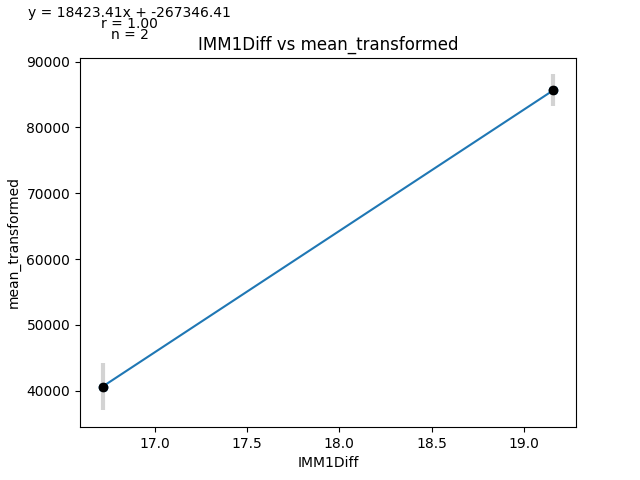 y = 18423.41x + -267346.41
r = 1.00
n = 2
IMM1Diff vs mean_transformed
90000
80000
70000
60000
50000
40000
mean_transformed
17.0 17.5 18.0 18.5 19.0
IMM1Diff